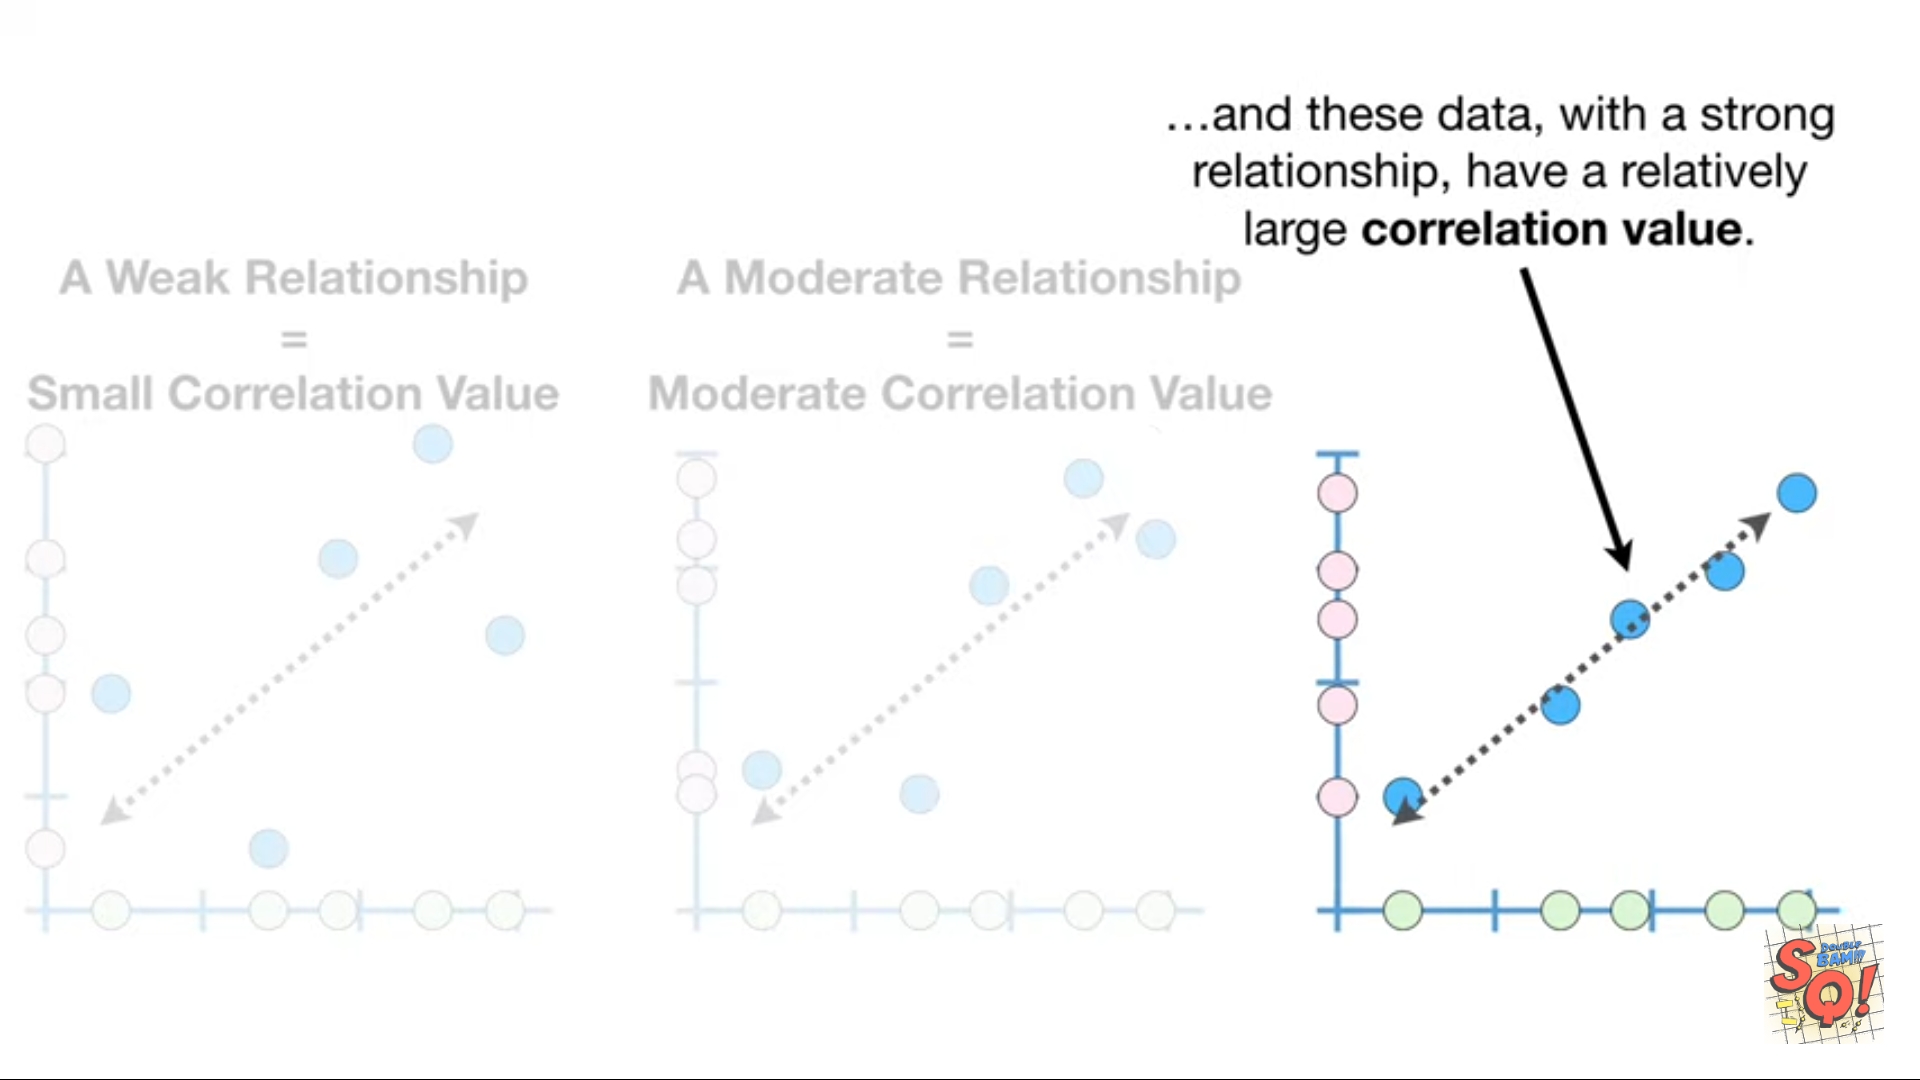 ...and these data, with a strong
relationship, have a relatively
large correlation value.
A Weak Relationship
=
Small Correlation Value
A Moderate Relationship
=
Moderate Correlation Value
DOUBLE
BAM!!
SQ!